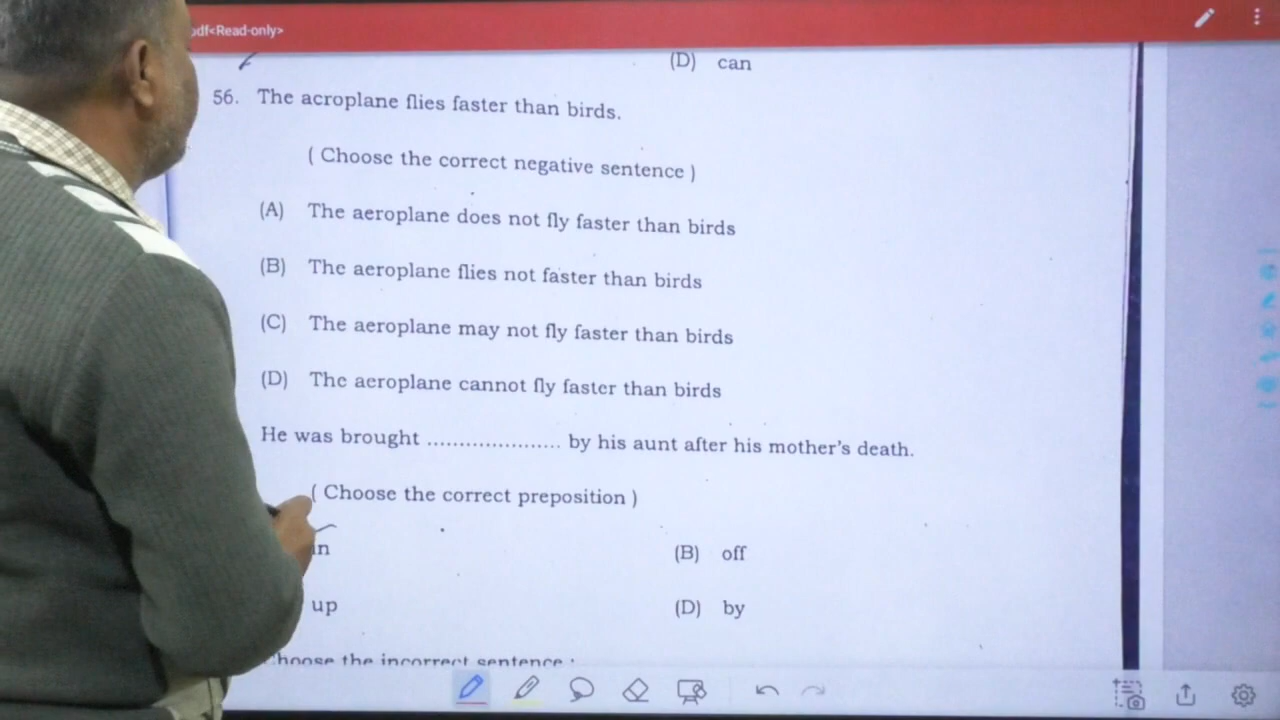 df<Read-only>
(D) can
56. The acroplane flies faster than birds.
( Choose the correct negative sentence )
(A) The aeroplane does not fly faster than birds
(B) The aeroplane flies not faster than birds
(C) The aeroplane may not fly faster than birds
(D) The aeroplane cannot fly faster than birds
He was brought ..................... by his aunt after his mother's death.
( Choose the correct preposition )
in
(B) off
up
(D) by
hoose the incorrect sentence :